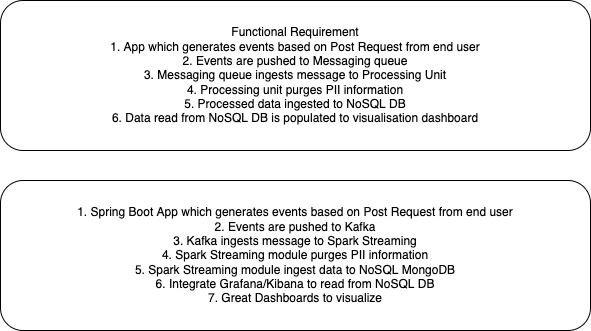 Functional Requirement
1. App which generates events based on Post Request from end user
2. Events are pushed to Messaging queue
3. Messaging queue ingests message to Processing Unit
4. Processing unit purges PII information
5. Processed data ingested to NoSQL DB
6. Data read from NoSQL DB is populated to visualisation dashboard
1. Spring Boot App which generates events based on Post Request from end user
2. Events are pushed to Kafka
3. Kafka ingests message to Spark Streaming
4. Spark Streaming module purges PII information
5. Spark Streaming module ingest data to NoSQL MongoDB
6. Integrate Grafana/Kibana to read from NoSQL DB
7. Great Dashboards to visualize